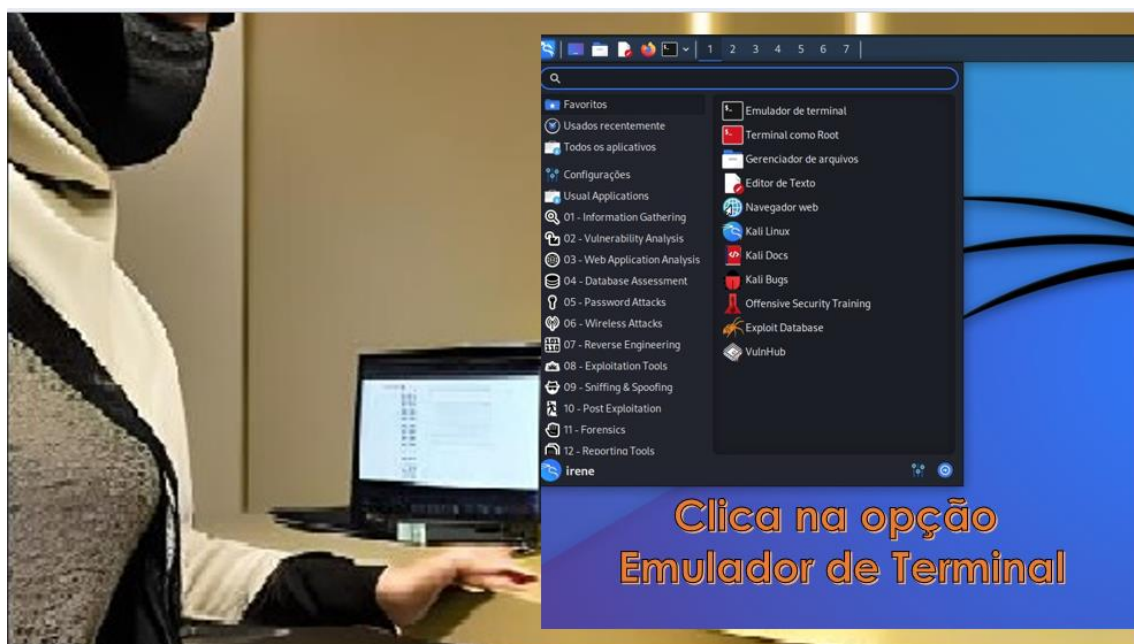 1 2 3 4 5 6 7
Favoritos
Usados recentemente
Todos os aplicativos
Configurações
Usual Applications
01 - Information Gathering
02 - Vulnerability Analysis
03 - Web Application Analysis
04 - Database Assessment
05 - Password Attacks
06 - Wireless Attacks
07 - Reverse Engineering
08 - Exploitation Tools
09 - Sniffing & Spoofing
10 - Post Exploitation
11 - Forensics
12 - Reporting Tools
Emulador de terminal
Terminal como Root
Gerenciador de arquivos
Editor de Texto
Navegador web
Kali Linux
Kali Docs
Kali Bugs
Offensive Security Training
Exploit Database
VulnHub
irene
Clica na opção
Emulador de Terminal